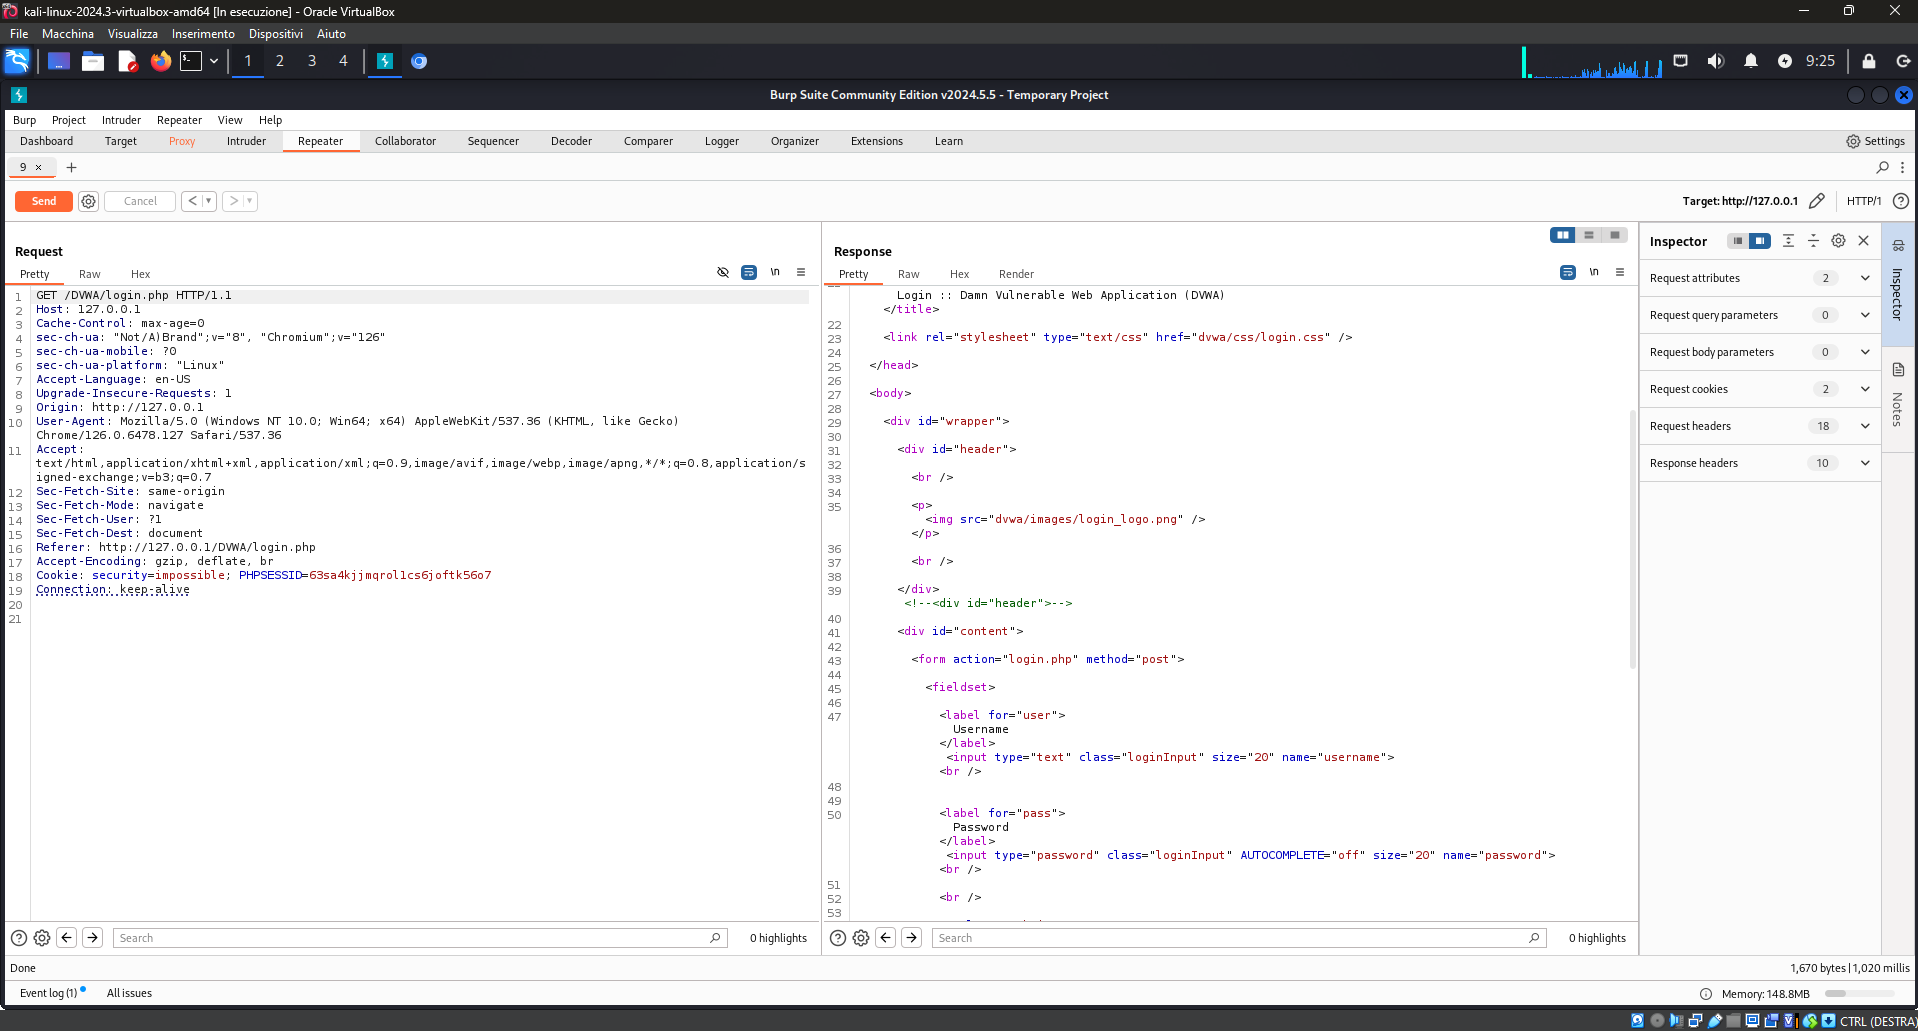 kali-linux-2024.3-virtualbox-amd64 [In esecuzione] - Oracle VirtualBox
File Macchina Visualizza Inserimento Dispositivi Aiuto
1 2 3 4 9:25
Burp Suite Community Edition v2024.5.5 - Temporary Project
Burp Project Intruder Repeater View Help
Dashboard Target Proxy Intruder Repeater Collaborator Sequencer Decoder Comparer Logger Organizer Extensions Learn Settings
9 × +
Send Cancel < > Target: http://127.0.0.1 HTTP/1
Request
Pretty Raw Hex \n
1 GET /DVWA/login.php HTTP/1.1
2 Host: 127.0.0.1
3 Cache-Control: max-age=0
4 sec-ch-ua: "Not/A)Brand";v="8", "Chromium";v="126"
5 sec-ch-ua-mobile: ?0
6 sec-ch-ua-platform: "Linux"
7 Accept-Language: en-US
8 Upgrade-Insecure-Requests: 1
9 Origin: http://127.0.0.1
10 User-Agent: Mozilla/5.0 (Windows NT 10.0; Win64; x64) AppleWebKit/537.36 (KHTML, like Gecko)
Chrome/126.0.6478.127 Safari/537.36
11 Accept:
text/html,application/xhtml+xml,application/xml;q=0.9,image/avif,image/webp,image/apng,*/*;q=0.8,application/s
igned-exchange;v=b3;q=0.7
12 Sec-Fetch-Site: same-origin
13 Sec-Fetch-Mode: navigate
14 Sec-Fetch-User: ?1
15 Sec-Fetch-Dest: document
16 Referer: http://127.0.0.1/DVWA/login.php
17 Accept-Encoding: gzip, deflate, br
18 Cookie: security=impossible; PHPSESSID=63sa4kjjmqrol1cs6joftk56o7
19 Connection: keep-alive
20
21
Search 0 highlights
Response
Pretty Raw Hex Render \n
Login :: Damn Vulnerable Web Application (DVWA)
</title>
22
23 <link rel="stylesheet" type="text/css" href="dvwa/css/login.css" />
24
25 </head>
26
27 <body>
28
29 <div id="wrapper">
30
31 <div id="header">
32
33 <br />
34
35 <p>
<img src="dvwa/images/login_logo.png" />
</p>
36
37 <br />
38
39 </div>
<!--<div id="header">-->
40
41 <div id="content">
42
43 <form action="login.php" method="post">
44
45 <fieldset>
46
47 <label for="user">
Username
</label>
<input type="text" class="loginInput" size="20" name="username">
<br />
48
49
50 <label for="pass">
Password
</label>
<input type="password" class="loginInput" AUTOCOMPLETE="off" size="20" name="password">
<br />
51
52 <br />
53
Search 0 highlights
Inspector
Request attributes 2
Request query parameters 0
Request body parameters 0
Request cookies 2
Request headers 18
Response headers 10
Inspector
Notes
Done 1,670 bytes | 1,020 millis
Event log (1) All issues Memory: 148.8MB
CTRL (DESTRA)